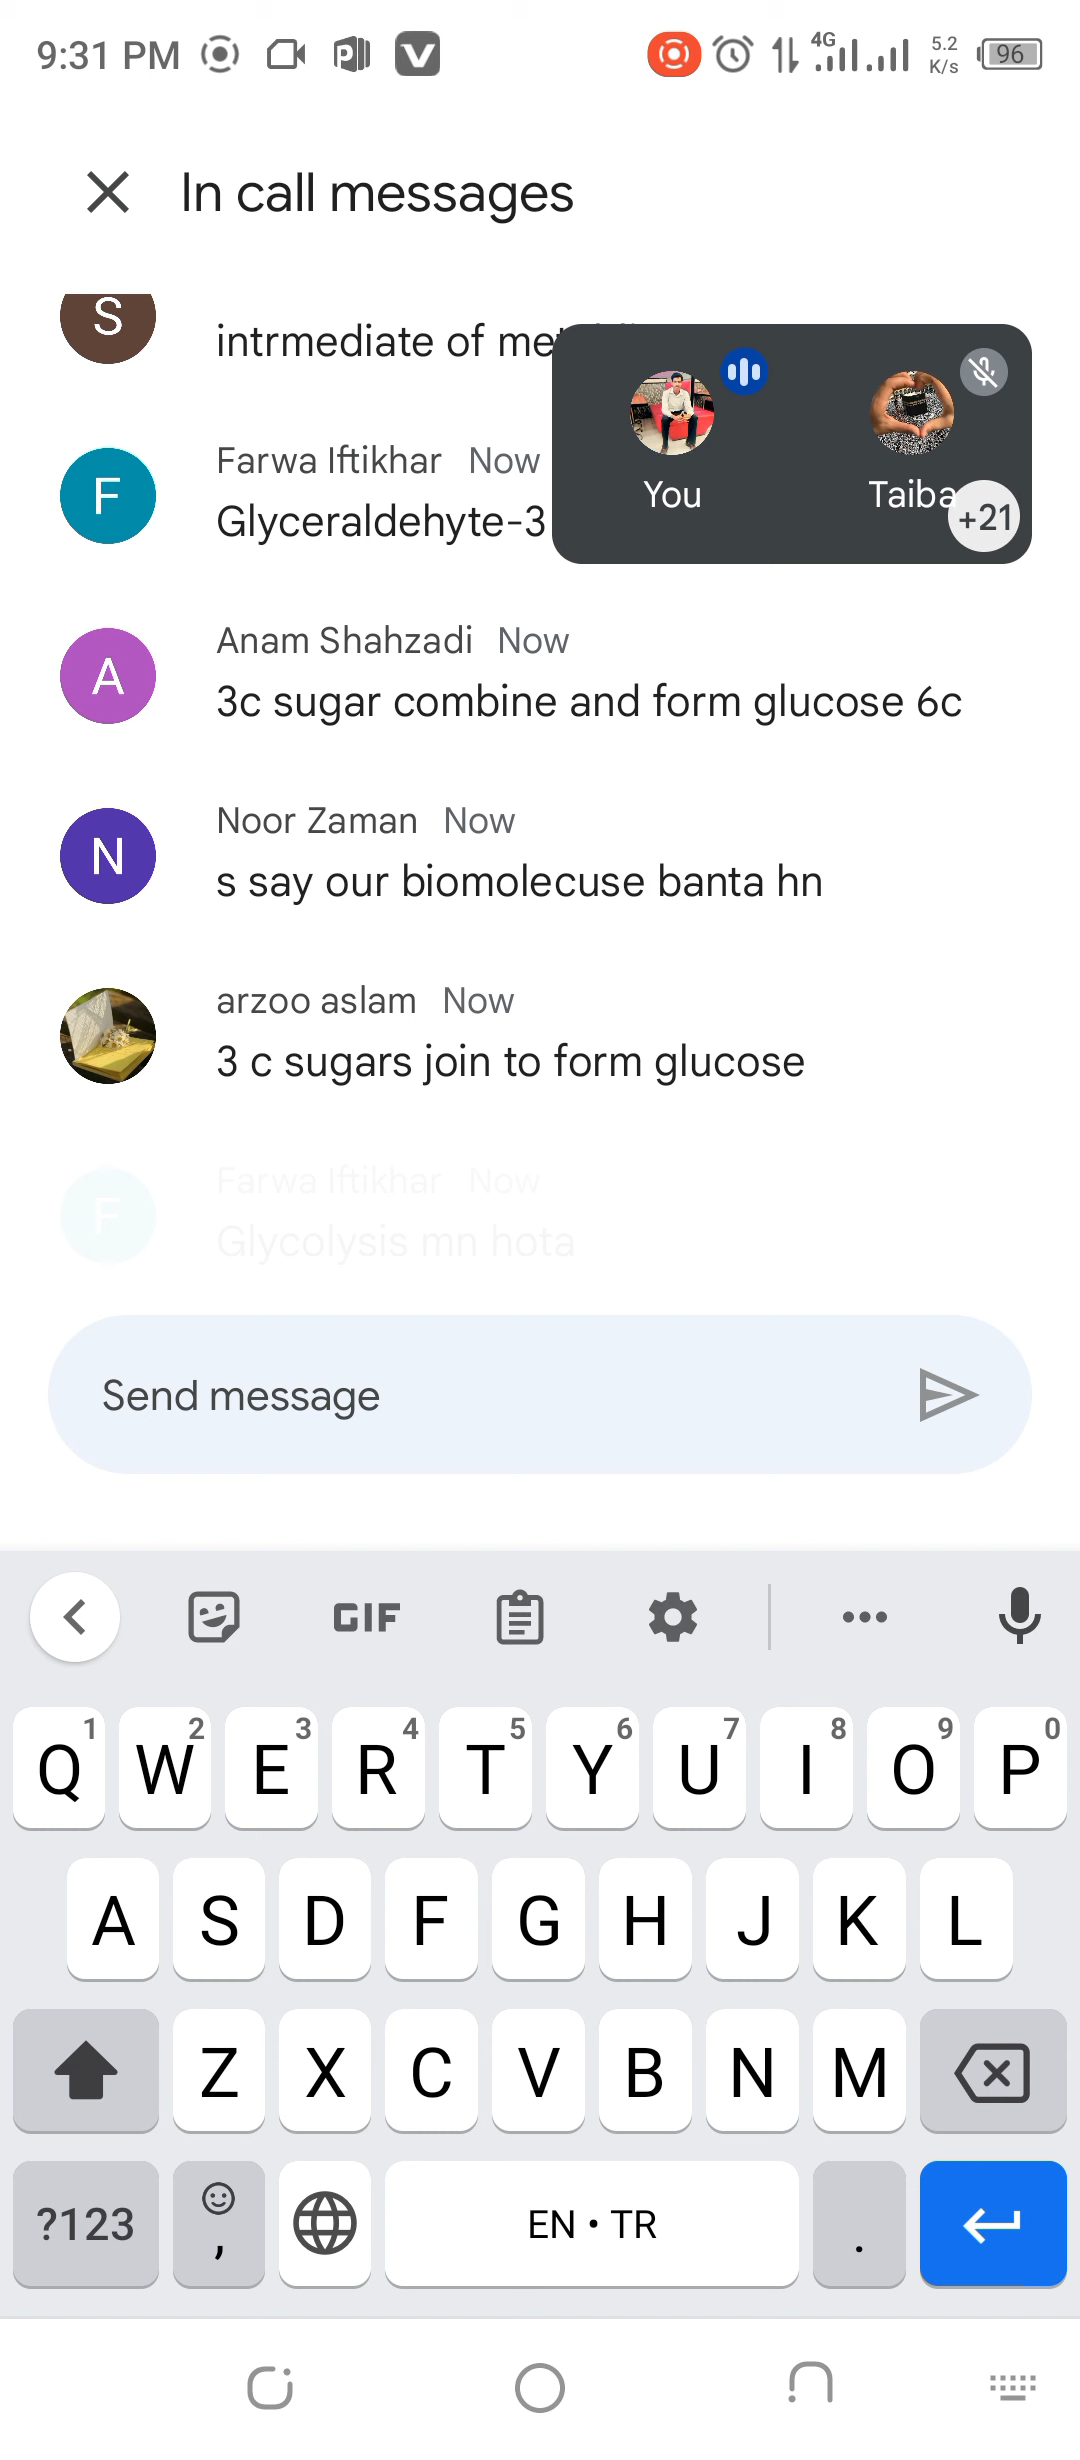 9:31 PM
4G
5.2
K/s
96
In call messages
S
intrmediate of
Farwa Iftikhar Now
F
Glyceraldehyte-3
You
Taiba
+21
Anam Shahzadi Now
A
3c sugar combine and form glucose 6c
Noor Zaman Now
N
s say our biomolecuse banta hn
arzoo aslam Now
3 c sugars join to form glucose
Farwa Iftikhar Now
F
Glycolysis mn hota
Send message
GIF
1 2 3 4 5 6 7 8 9 0
Q W E R T Y U I O P
A S D F G H J K L
Z X C V B N M
?123 , EN • TR .